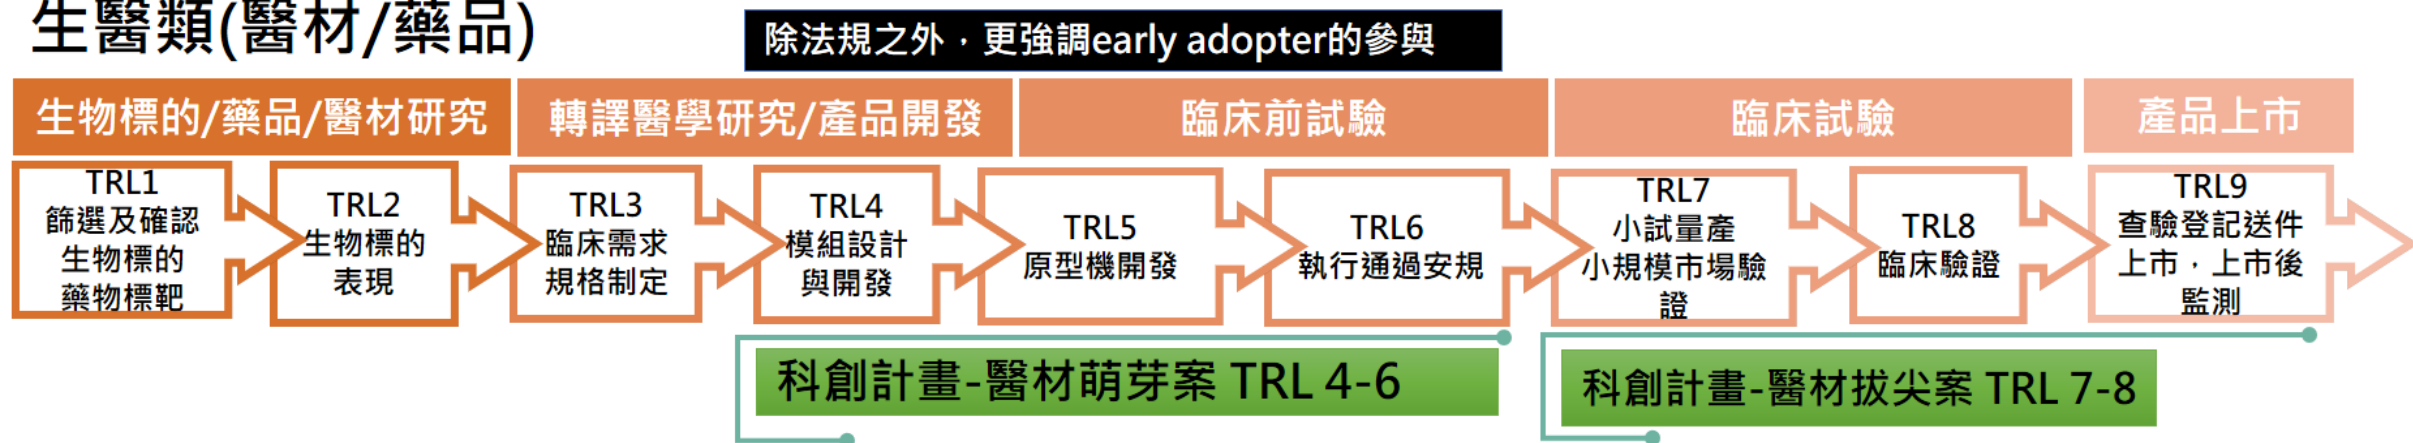 生醫類(醫材/藥品)
除法規之外，更強調early adopter的參與
生物標的/藥品/醫材研究
轉譯醫學研究/產品開發
臨床前試驗
臨床試驗
產品上市
TRL1
篩選及確認
生物標的
藥物標靶
TRL2
生物標的
表現
TRL3
臨床需求
規格制定
TRL4
模組設計
與開發
TRL5
原型機開發
TRL6
執行通過安規
TRL7
小試量產
小規模市場驗
證
TRL8
臨床驗證
TRL9
查驗登記送件
上市，上市後
監測
科創計畫-醫材萌芽案 TRL 4-6
科創計畫-醫材拔尖案 TRL 7-8